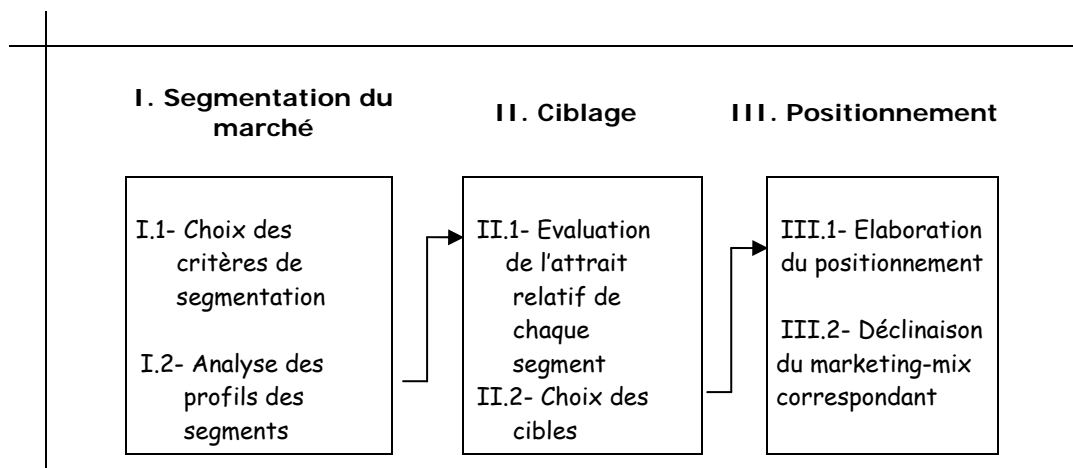 I. Segmentation du
marché
II. Ciblage
III. Positionnement
I.1- Choix des
critères de
segmentation
I.2- Analyse des
profils des
segments
II.1- Evaluation
de l'attrait
relatif de
chaque
segment
II.2- Choix des
cibles
III.1- Elaboration
du positionnement
III.2- Déclinaison
du marketing-mix
correspondant